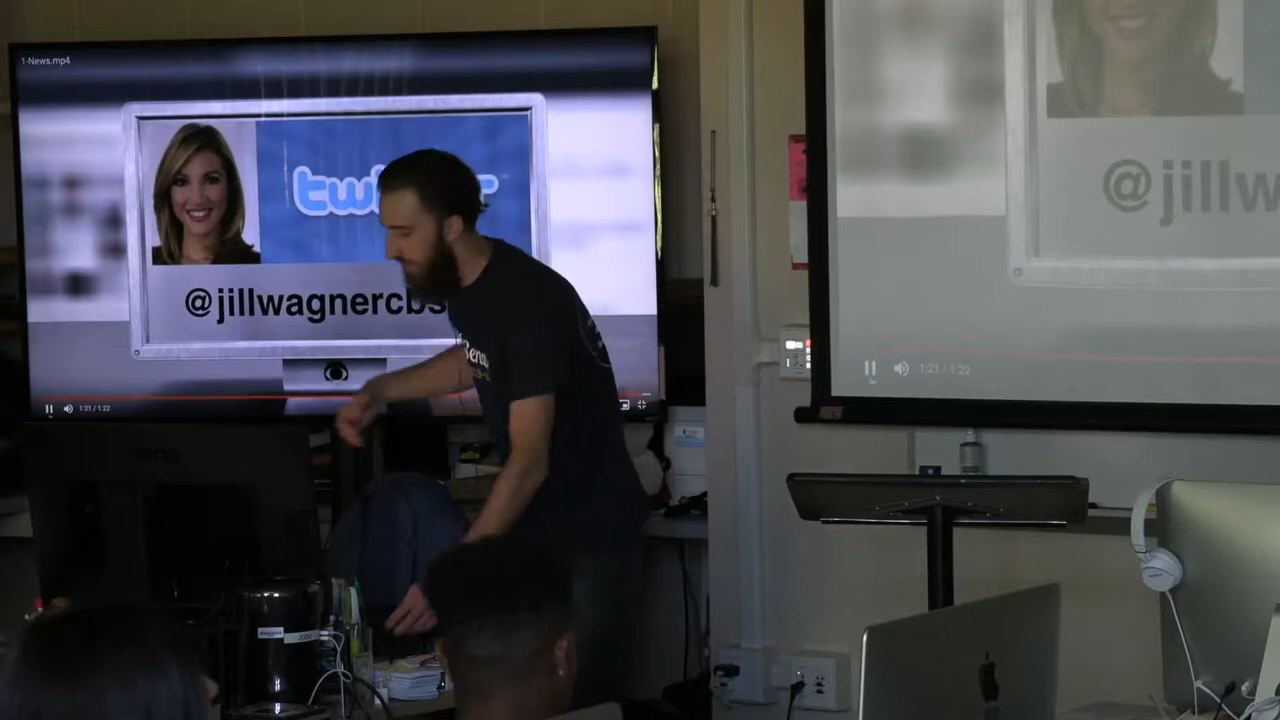 1-News.mp4
@jillwagnercbs
1:21 / 1:22
@jillw
1:21 / 1:22